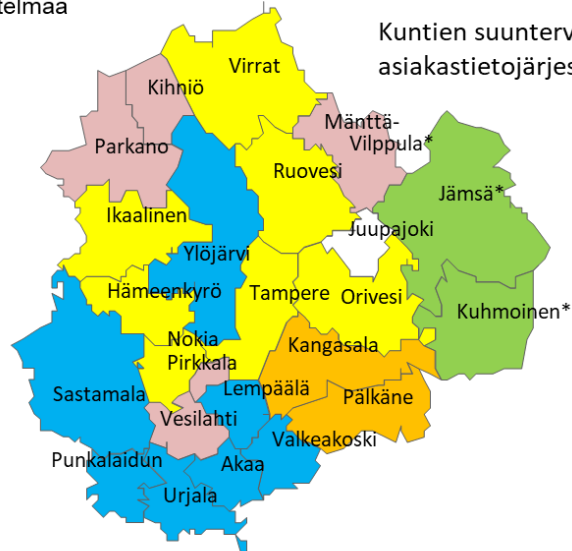 telmaa
Kuntien suunterv
asiakastietojärjes
Virrat
Kihniö
Mänttä-
Vilppula*
Parkano
Ruovesi
Jämsä*
Ikaalinen
Juupajoki
Ylöjärvi
Hämeenkyrö
Tampere
Orivesi
Kuhmoinen*
Nokia
Kangasala
Pirkkala
Lempäälä
Sastamala
Pälkäne
Vesilahti
Valkeakoski
Punkalaidun
Akaa
Urjala